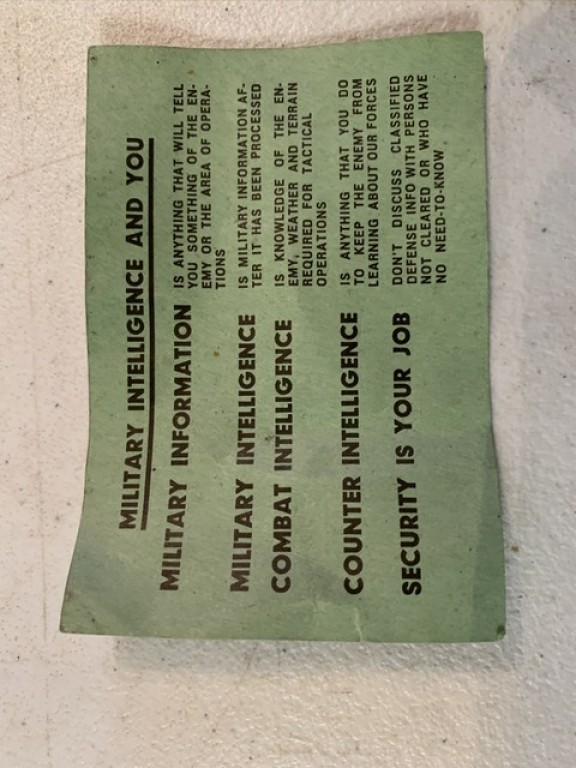 MILITARY INTELLIGENCE AND YOU
MILITARY INFORMATION IS ANYTHING THAT WILL TELL
YOU SOMETHING OF THE EN-
EMY OR THE AREA OF OPERA-
TIONS
MILITARY INTELLIGENCE IS MILITARY INFORMATION AF-
TER IT HAS BEEN PROCESSED
COMBAT INTELLIGENCE IS KNOWLEDGE OF THE EN-
EMY, WEATHER AND TERRAIN
REQUIRED FOR TACTICAL
OPERATIONS
COUNTER INTELLIGENCE IS ANYTHING THAT YOU DO
TO KEEP THE ENEMY FROM
LEARNING ABOUT OUR FORCES
SECURITY IS YOUR JOB DON'T DISCUSS CLASSIFIED
DEFENSE INFO WITH PERSONS
NOT CLEARED OR WHO HAVE
NO NEED-TO-KNOW